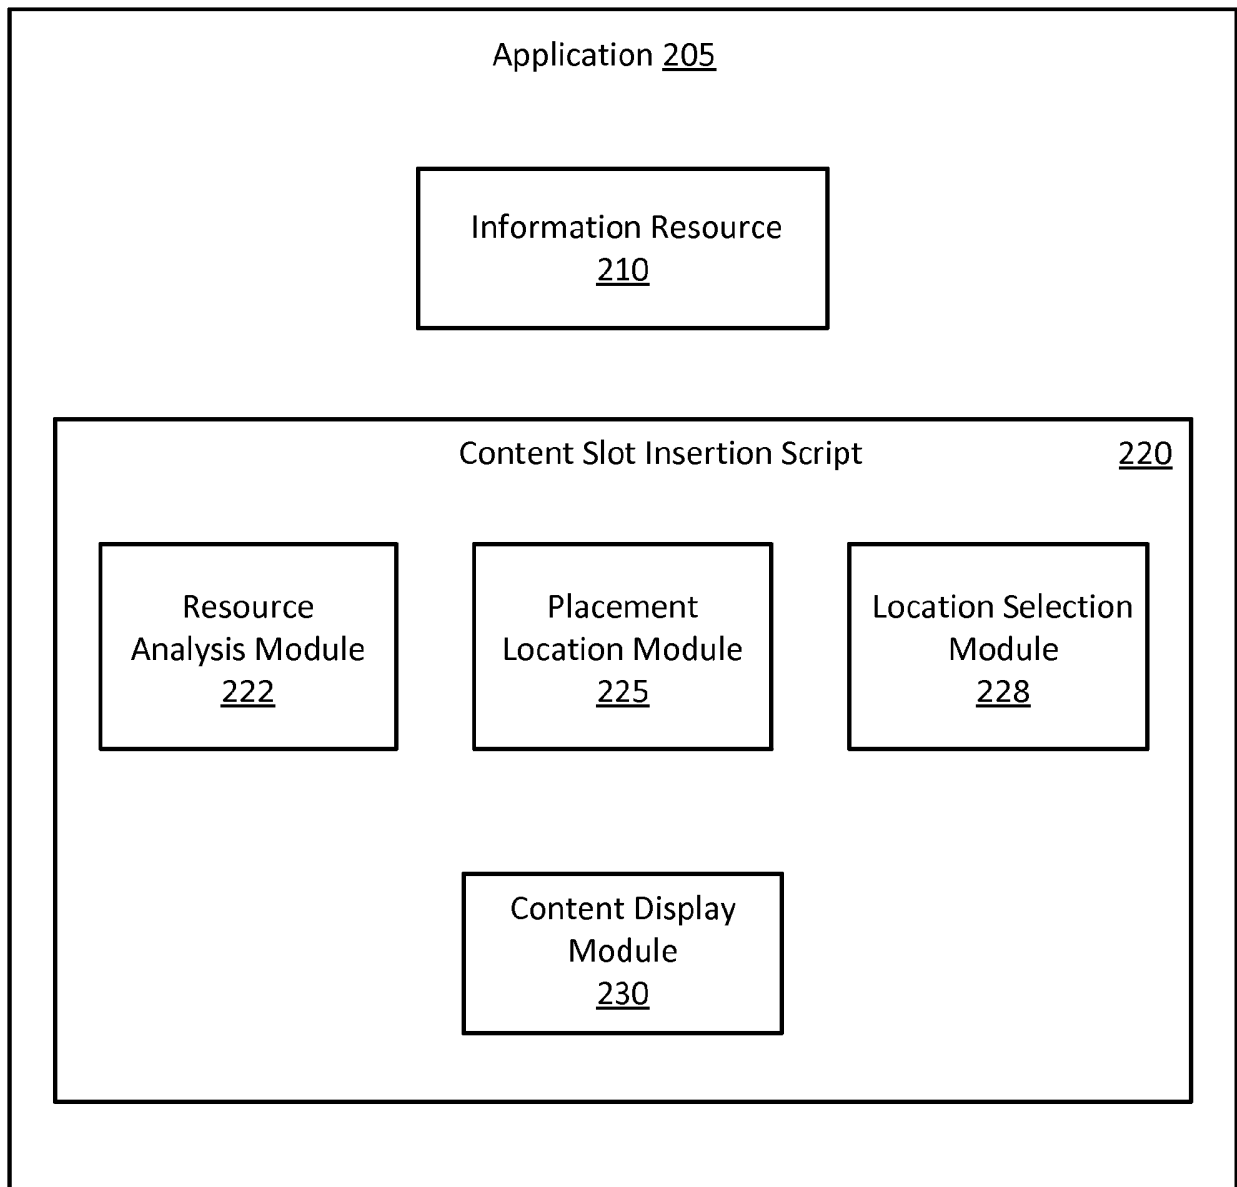 Application 205
Information Resource
210
Content Slot Insertion Script 220
Resource
Analysis Module
222
Placement
Location Module
225
Location Selection
Module
228
Content Display
Module
230